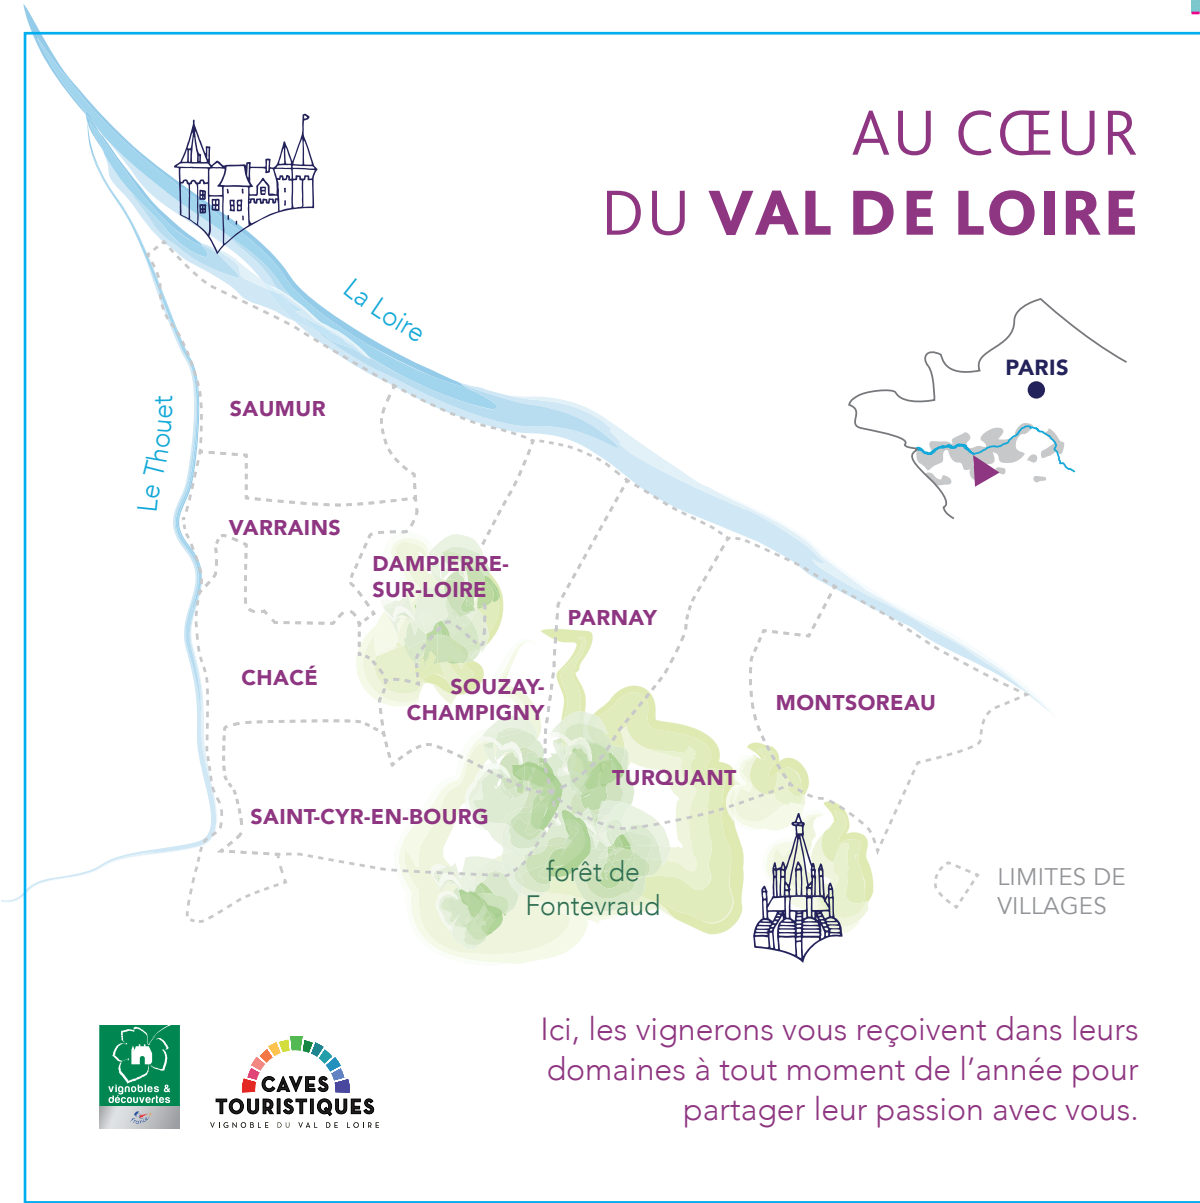 AU CŒUR
DU VAL DE LOIRE
La Loire
PARIS
Le Thouet
SAUMUR
VARRAINS
DAMPIERRE-
SUR-LOIRE
PARNAY
CHACÉ
SOUZAY-
CHAMPIGNY
MONTSOREAU
TURQUANT
SAINT-CYR-EN-BOURG
forêt de
Fontevraud
LIMITES DE
VILLAGES
Ici, les vignerons vous reçoivent dans leurs
domaines à tout moment de l’année pour
partager leur passion avec vous.
vignobles &
découvertes
France
CAVES
TOURISTIQUES
VIGNOBLE DU VAL DE LOIRE